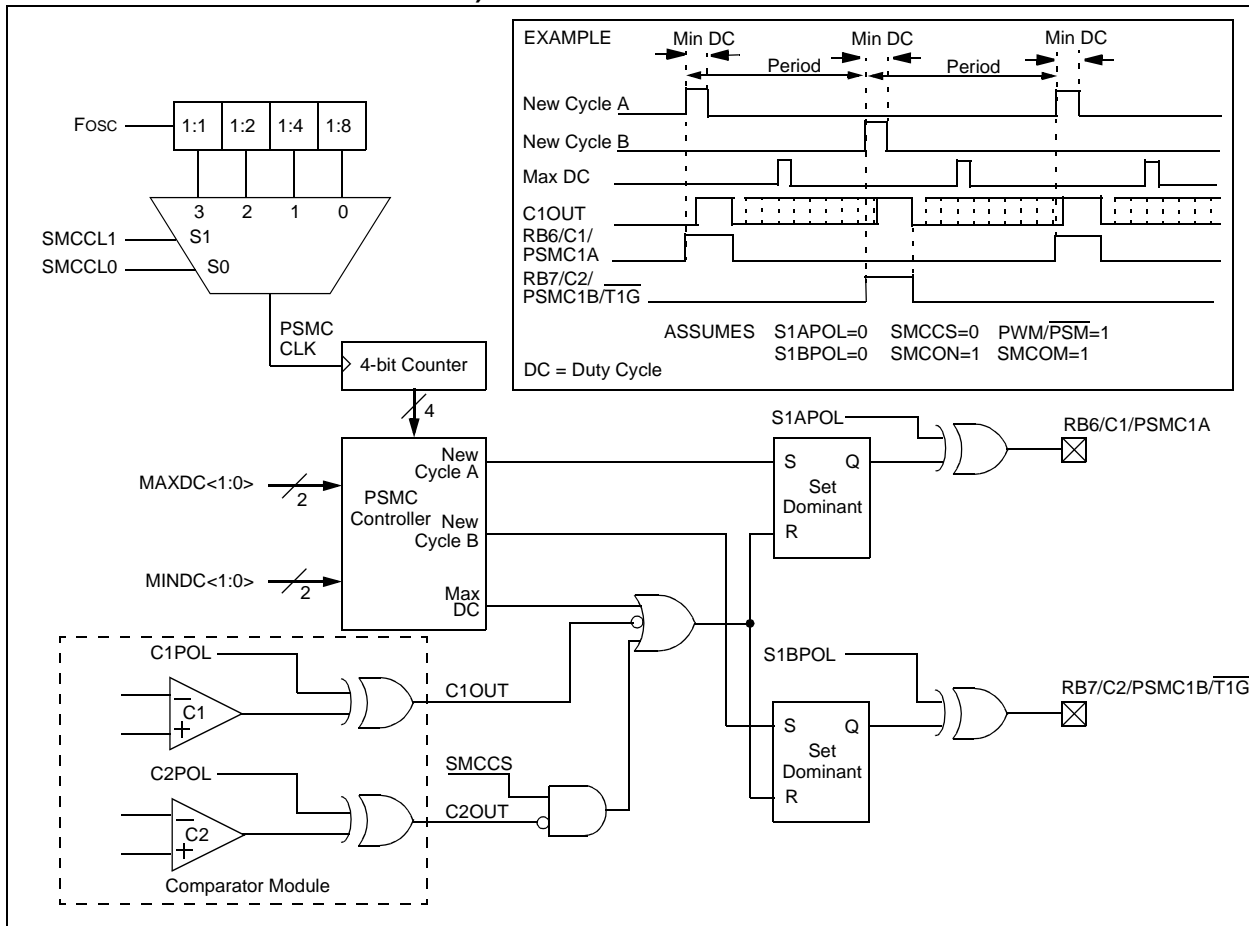 EXAMPLE
Min DC Min DC Min DC
Period Period
New Cycle A
New Cycle B
Max DC
C1OUT
RB6/C1/
PSMC1A
RB7/C2/
PSMC1B/T1G
ASSUMES S1APOL=0 SMCCS=0 PWM/PSM=1
S1BPOL=0 SMCON=1 SMCOM=1
DC = Duty Cycle
FOSC 1:1 1:2 1:4 1:8
3 2 1 0
SMCCL1 S1
SMCCL0 S0
PSMC
CLK
4-bit Counter
4
S1APOL
RB6/C1/PSMC1A
New
Cycle A
S Q
Set
Dominant
R
MAXDC<1:0>
2
PSMC
Controller
New
Cycle B
MINDC<1:0>
2
Max
DC
C1POL
C1OUT
–
C1
+
S1BPOL
RB7/C2/PSMC1B/T1G
S Q
Set
Dominant
R
C2POL
SMCCS
C2OUT
–
C2
+
Comparator Module